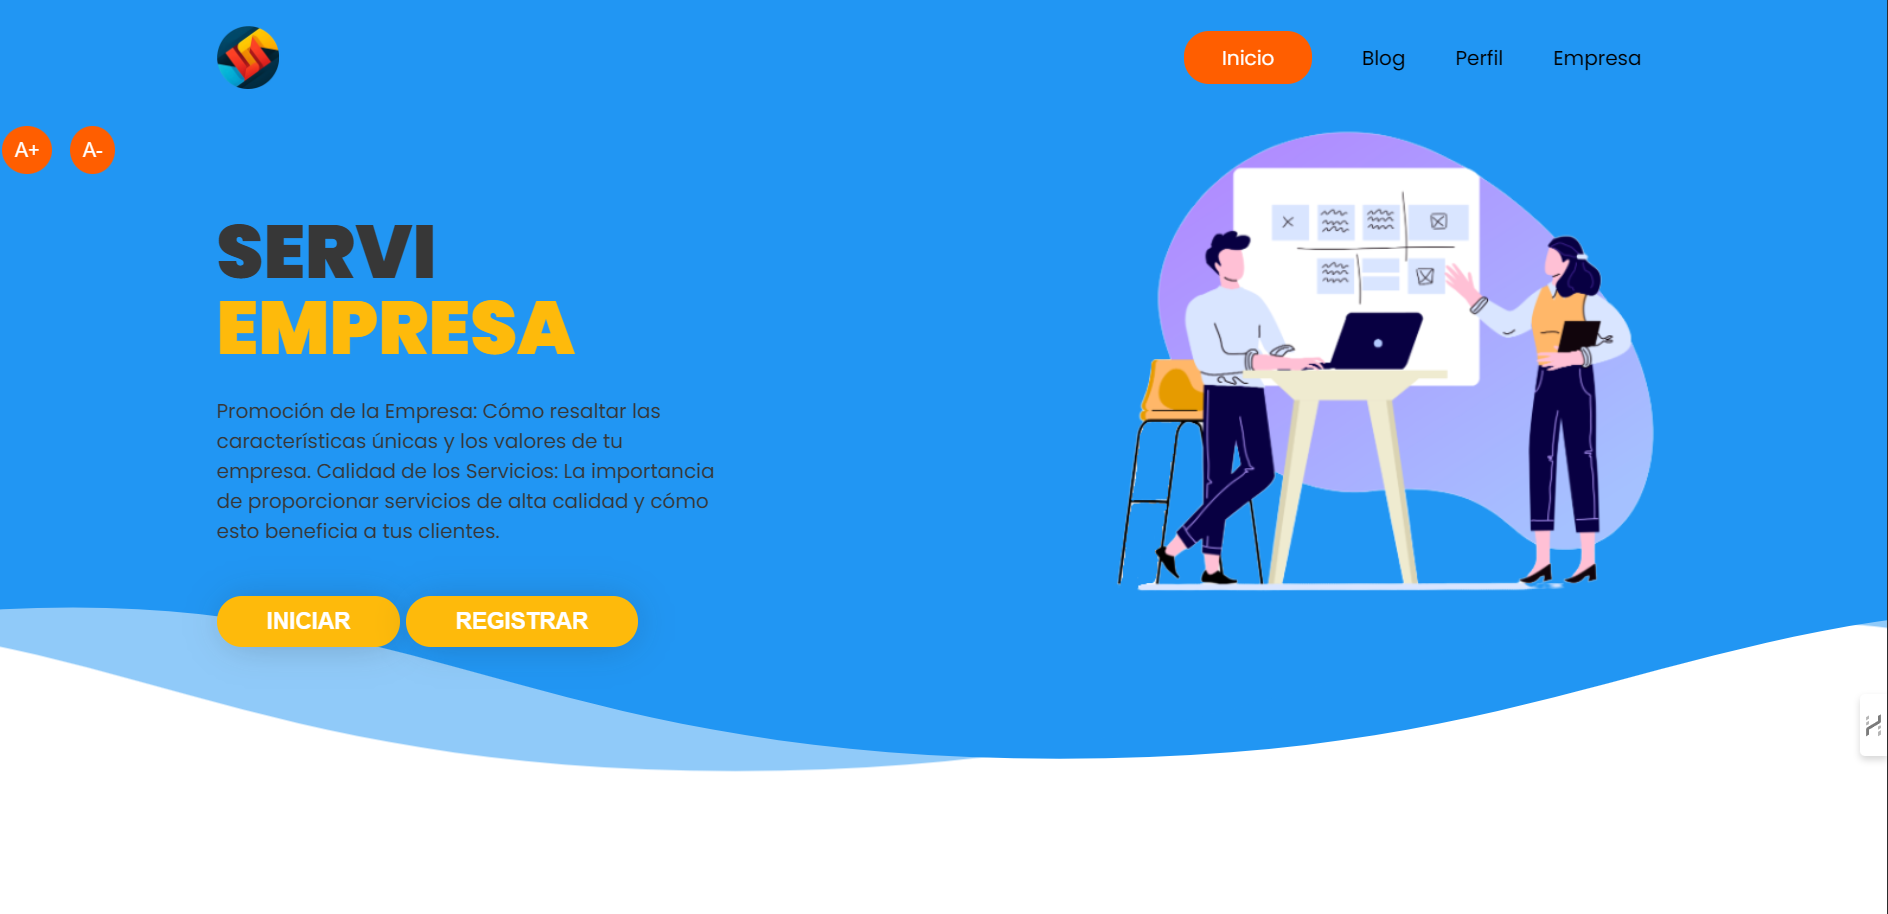 Inicio Blog Perfil Empresa
A+ A-
SERVI
EMPRESA
Promoción de la Empresa: Cómo resaltar las
características únicas y los valores de tu
empresa. Calidad de los Servicios: La importancia
de proporcionar servicios de alta calidad y cómo
esto beneficia a tus clientes.
INICIAR REGISTRAR